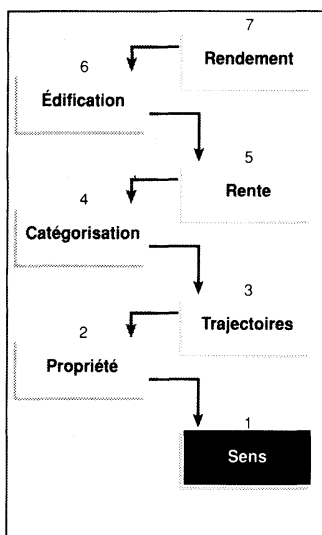 7
Rendement
6
Édification
5
Rente
4
Catégorisation
3
Trajectoires
2
Propriété
1
Sens